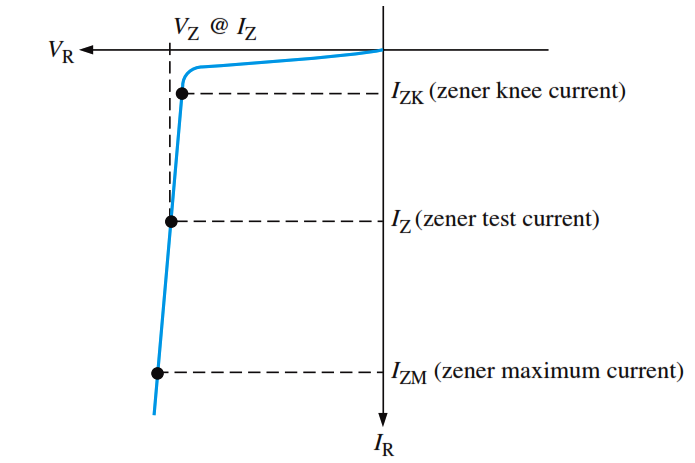 V_Z @ I_Z
V_R
I_ZK (zener knee current)
I_Z (zener test current)
I_ZM (zener maximum current)
I_R